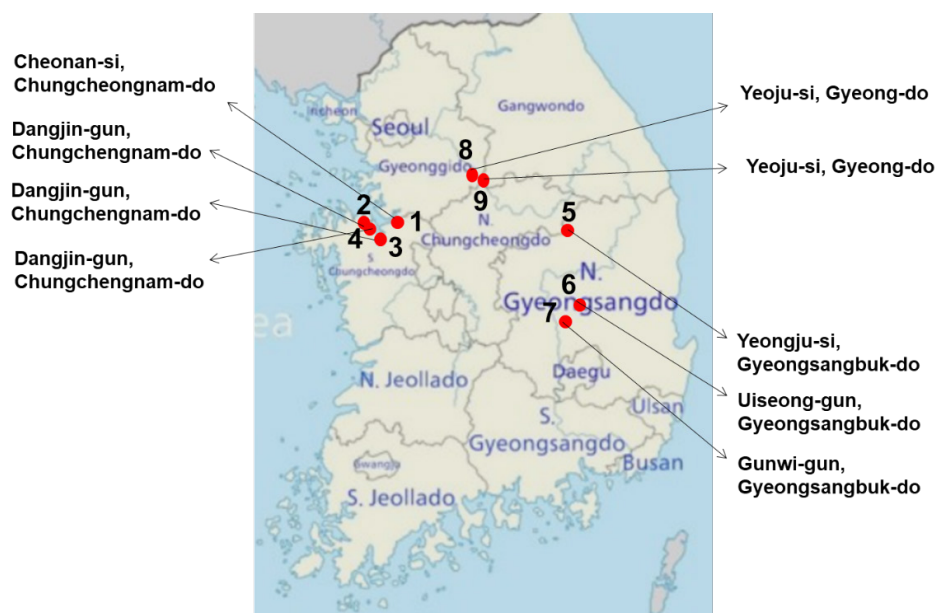 Cheonan-si,
Chungcheongnam-do
Dangjin-gun,
Chungchengnam-do
Dangjin-gun,
Chungchengnam-do
Dangjin-gun,
Chungchengnam-do
Incheon
Seoul
Gyeonggido
Gangwondo
8
9
2
4
3
1
5
N.
Chungcheongdo
S
Chungcheongdo
N.
Gyeongsangdo
6
7
ea
N. Jeollado
Daegu
S.
Gyeongsangdo
Ulsan
Busan
Gwangju
S. Jeollado
Yeoju-si, Gyeong-do
Yeoju-si, Gyeong-do
Yeongju-si,
Gyeongsangbuk-do
Uiseong-gun,
Gyeongsangbuk-do
Gunwi-gun,
Gyeongsangbuk-do